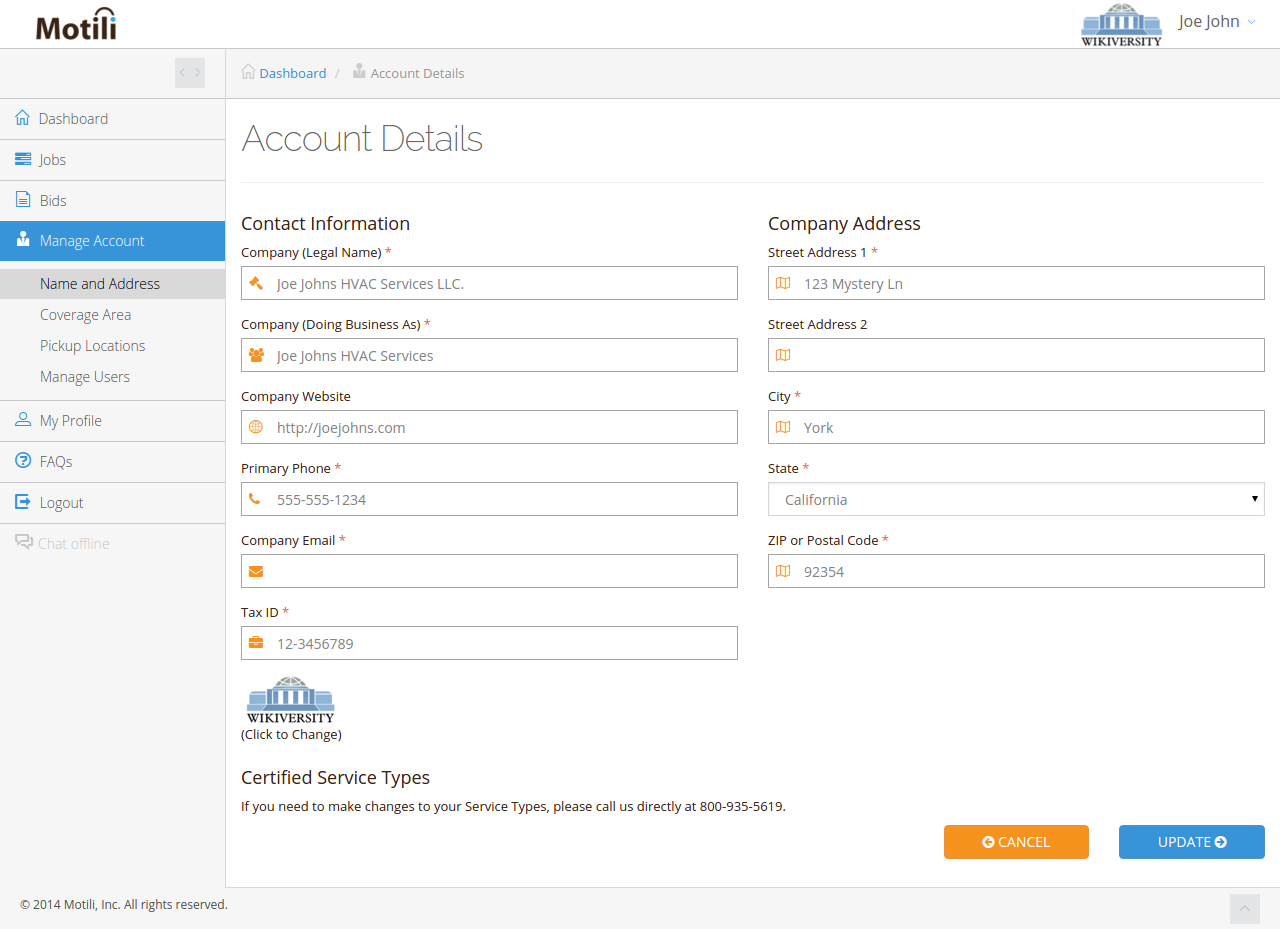 Motili
WIKIVERSITY
Joe John
Dashboard / Account Details
Dashboard
Jobs
Bids
Manage Account
Name and Address
Coverage Area
Pickup Locations
Manage Users
My Profile
FAQs
Logout
Chat offline
Account Details
Contact Information
Company (Legal Name) *
Joe Johns HVAC Services LLC.
Company (Doing Business As) *
Joe Johns HVAC Services
Company Website
http://joejohns.com
Primary Phone *
555-555-1234
Company Email *
Tax ID *
12-3456789
WIKIVERSITY
(Click to Change)
Company Address
Street Address 1 *
123 Mystery Ln
Street Address 2
City *
York
State *
California
ZIP or Postal Code *
92354
Certified Service Types
If you need to make changes to your Service Types, please call us directly at 800-935-5619.
CANCEL
UPDATE
© 2014 Motili, Inc. All rights reserved.